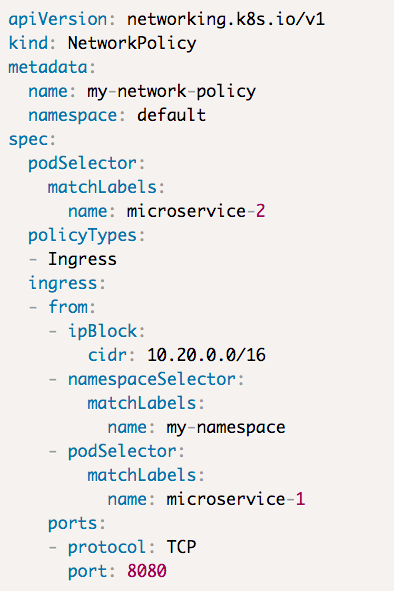 apiVersion: networking.k8s.io/v1
kind: NetworkPolicy
metadata:
  name: my-network-policy
  namespace: default
spec:
  podSelector:
    matchLabels:
      name: microservice-2
  policyTypes:
  - Ingress
  ingress:
  - from:
    - ipBlock:
        cidr: 10.20.0.0/16
    - namespaceSelector:
        matchLabels:
          name: my-namespace
    - podSelector:
        matchLabels:
          name: microservice-1
    ports:
    - protocol: TCP
      port: 8080